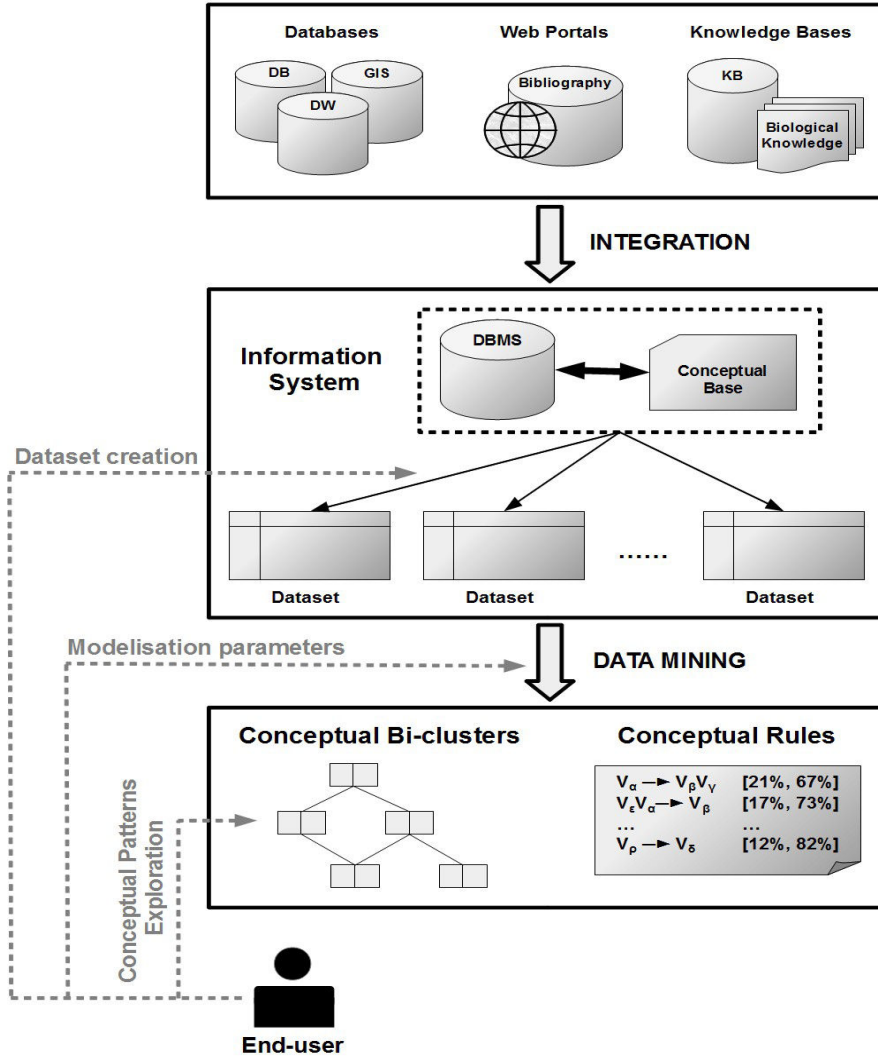 Databases
Web Portals
Knowledge Bases
DB
GIS
DW
Bibliography
KB
Biological
Knowledge
INTEGRATION
Information
System
DBMS
Conceptual
Base
Dataset creation
......
Dataset
Dataset
Dataset
Modelisation parameters
DATA MINING
Conceptual Bi-clusters
Conceptual Rules
Vα → VβVγ [21%, 67%]
VεVα → Vβ [17%, 73%]
... ...
Vρ → Vδ [12%, 82%]
Conceptual Patterns
Exploration
End-user